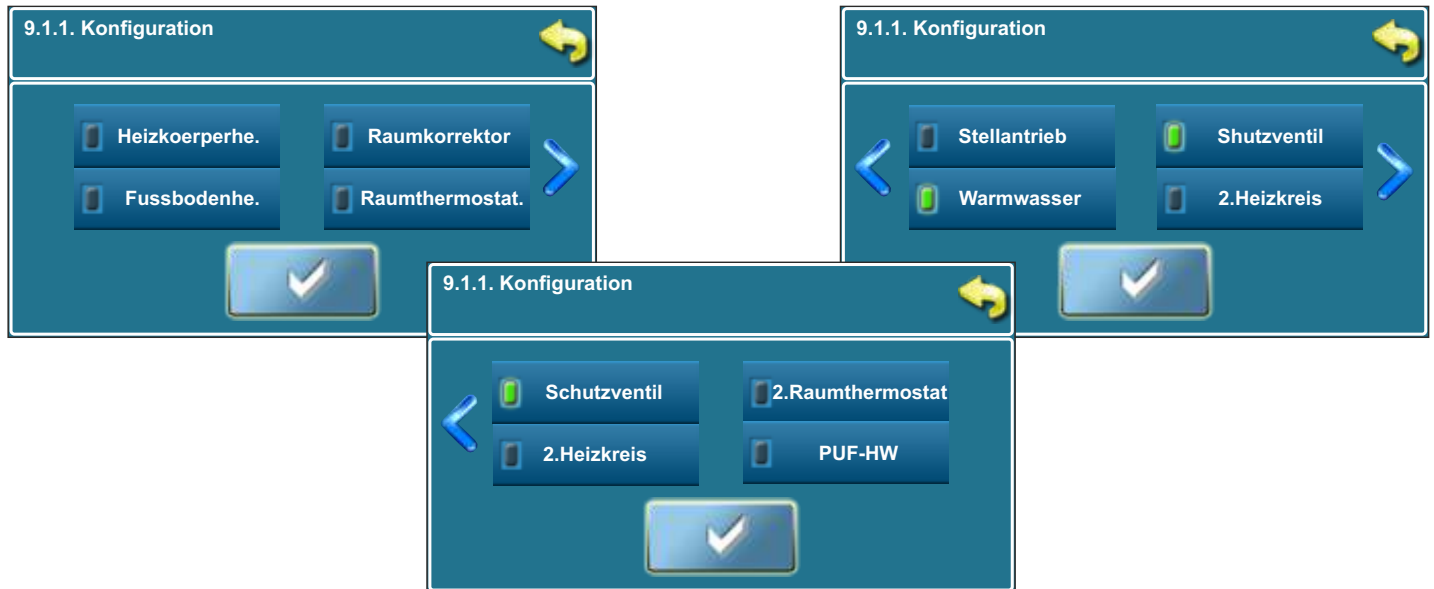 9.1.1. Konfiguration
Heizkoerperhe.
Raumkorrektor
Fussbodenhe.
Raumthermostat.
9.1.1. Konfiguration
Stellantrieb
Shutzventil
Warmwasser
2.Heizkreis
9.1.1. Konfiguration
Schutzventil
2.Raumthermostat
2.Heizkreis
PUF-HW